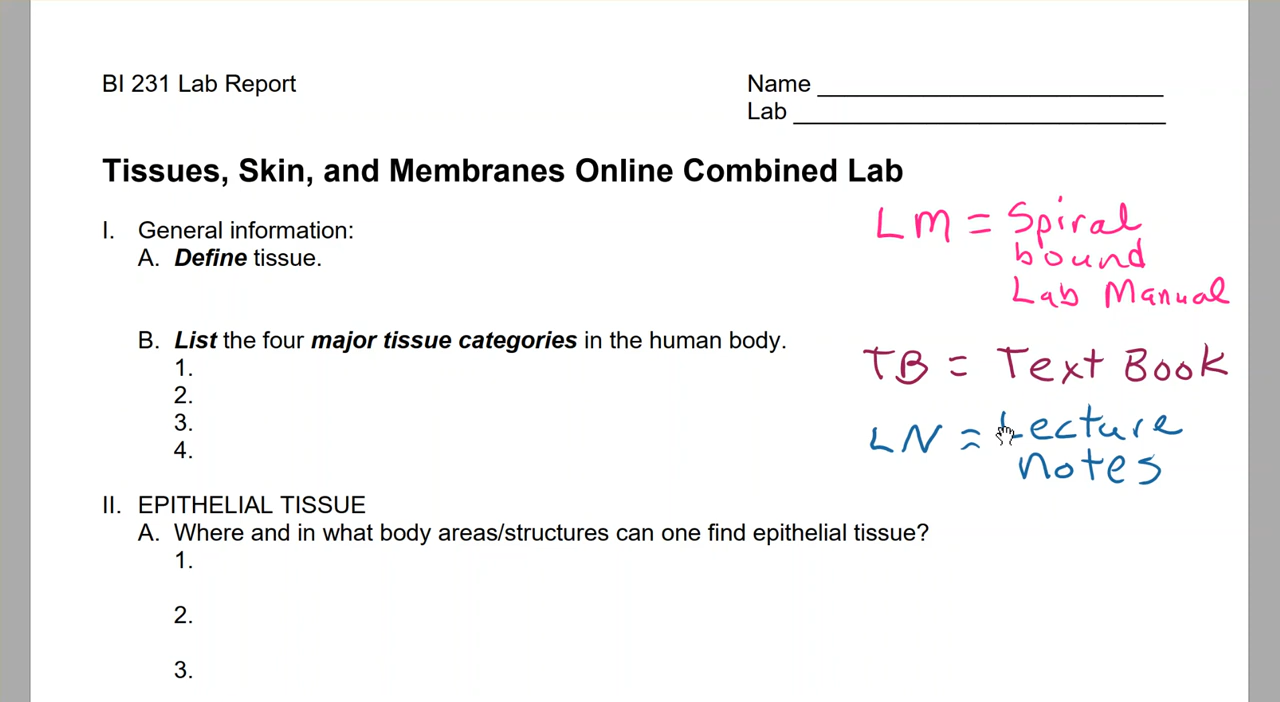 BI 231 Lab Report
Name
Lab
Tissues, Skin, and Membranes Online Combined Lab
I. General information:
A. Define tissue.
B. List the four major tissue categories in the human body.
1.
2.
3.
4.
II. EPITHELIAL TISSUE
A. Where and in what body areas/structures can one find epithelial tissue?
1.
2.
3.
LM = Spiral
bound
Lab Manual
TB = Text Book
LN = Lecture
notes